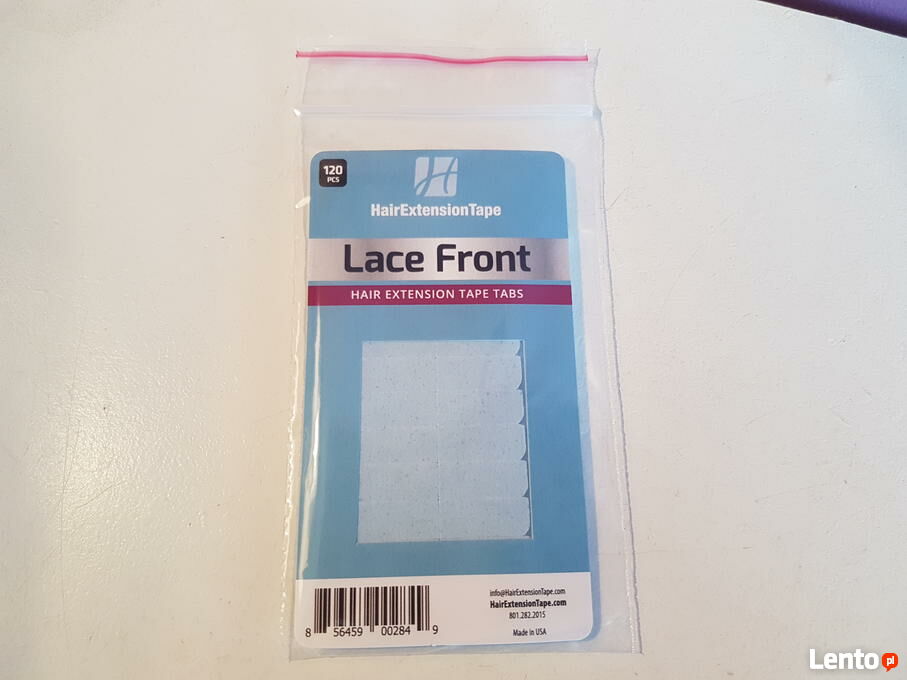 120
PCS
HairExtensionTape
Lace Front
HAIR EXTENSION TAPE TABS
info@HairExtensionTape.com
HairExtensionTape.com
801.282.2015
Made in USA
8 56459 00284 9
Lento pl